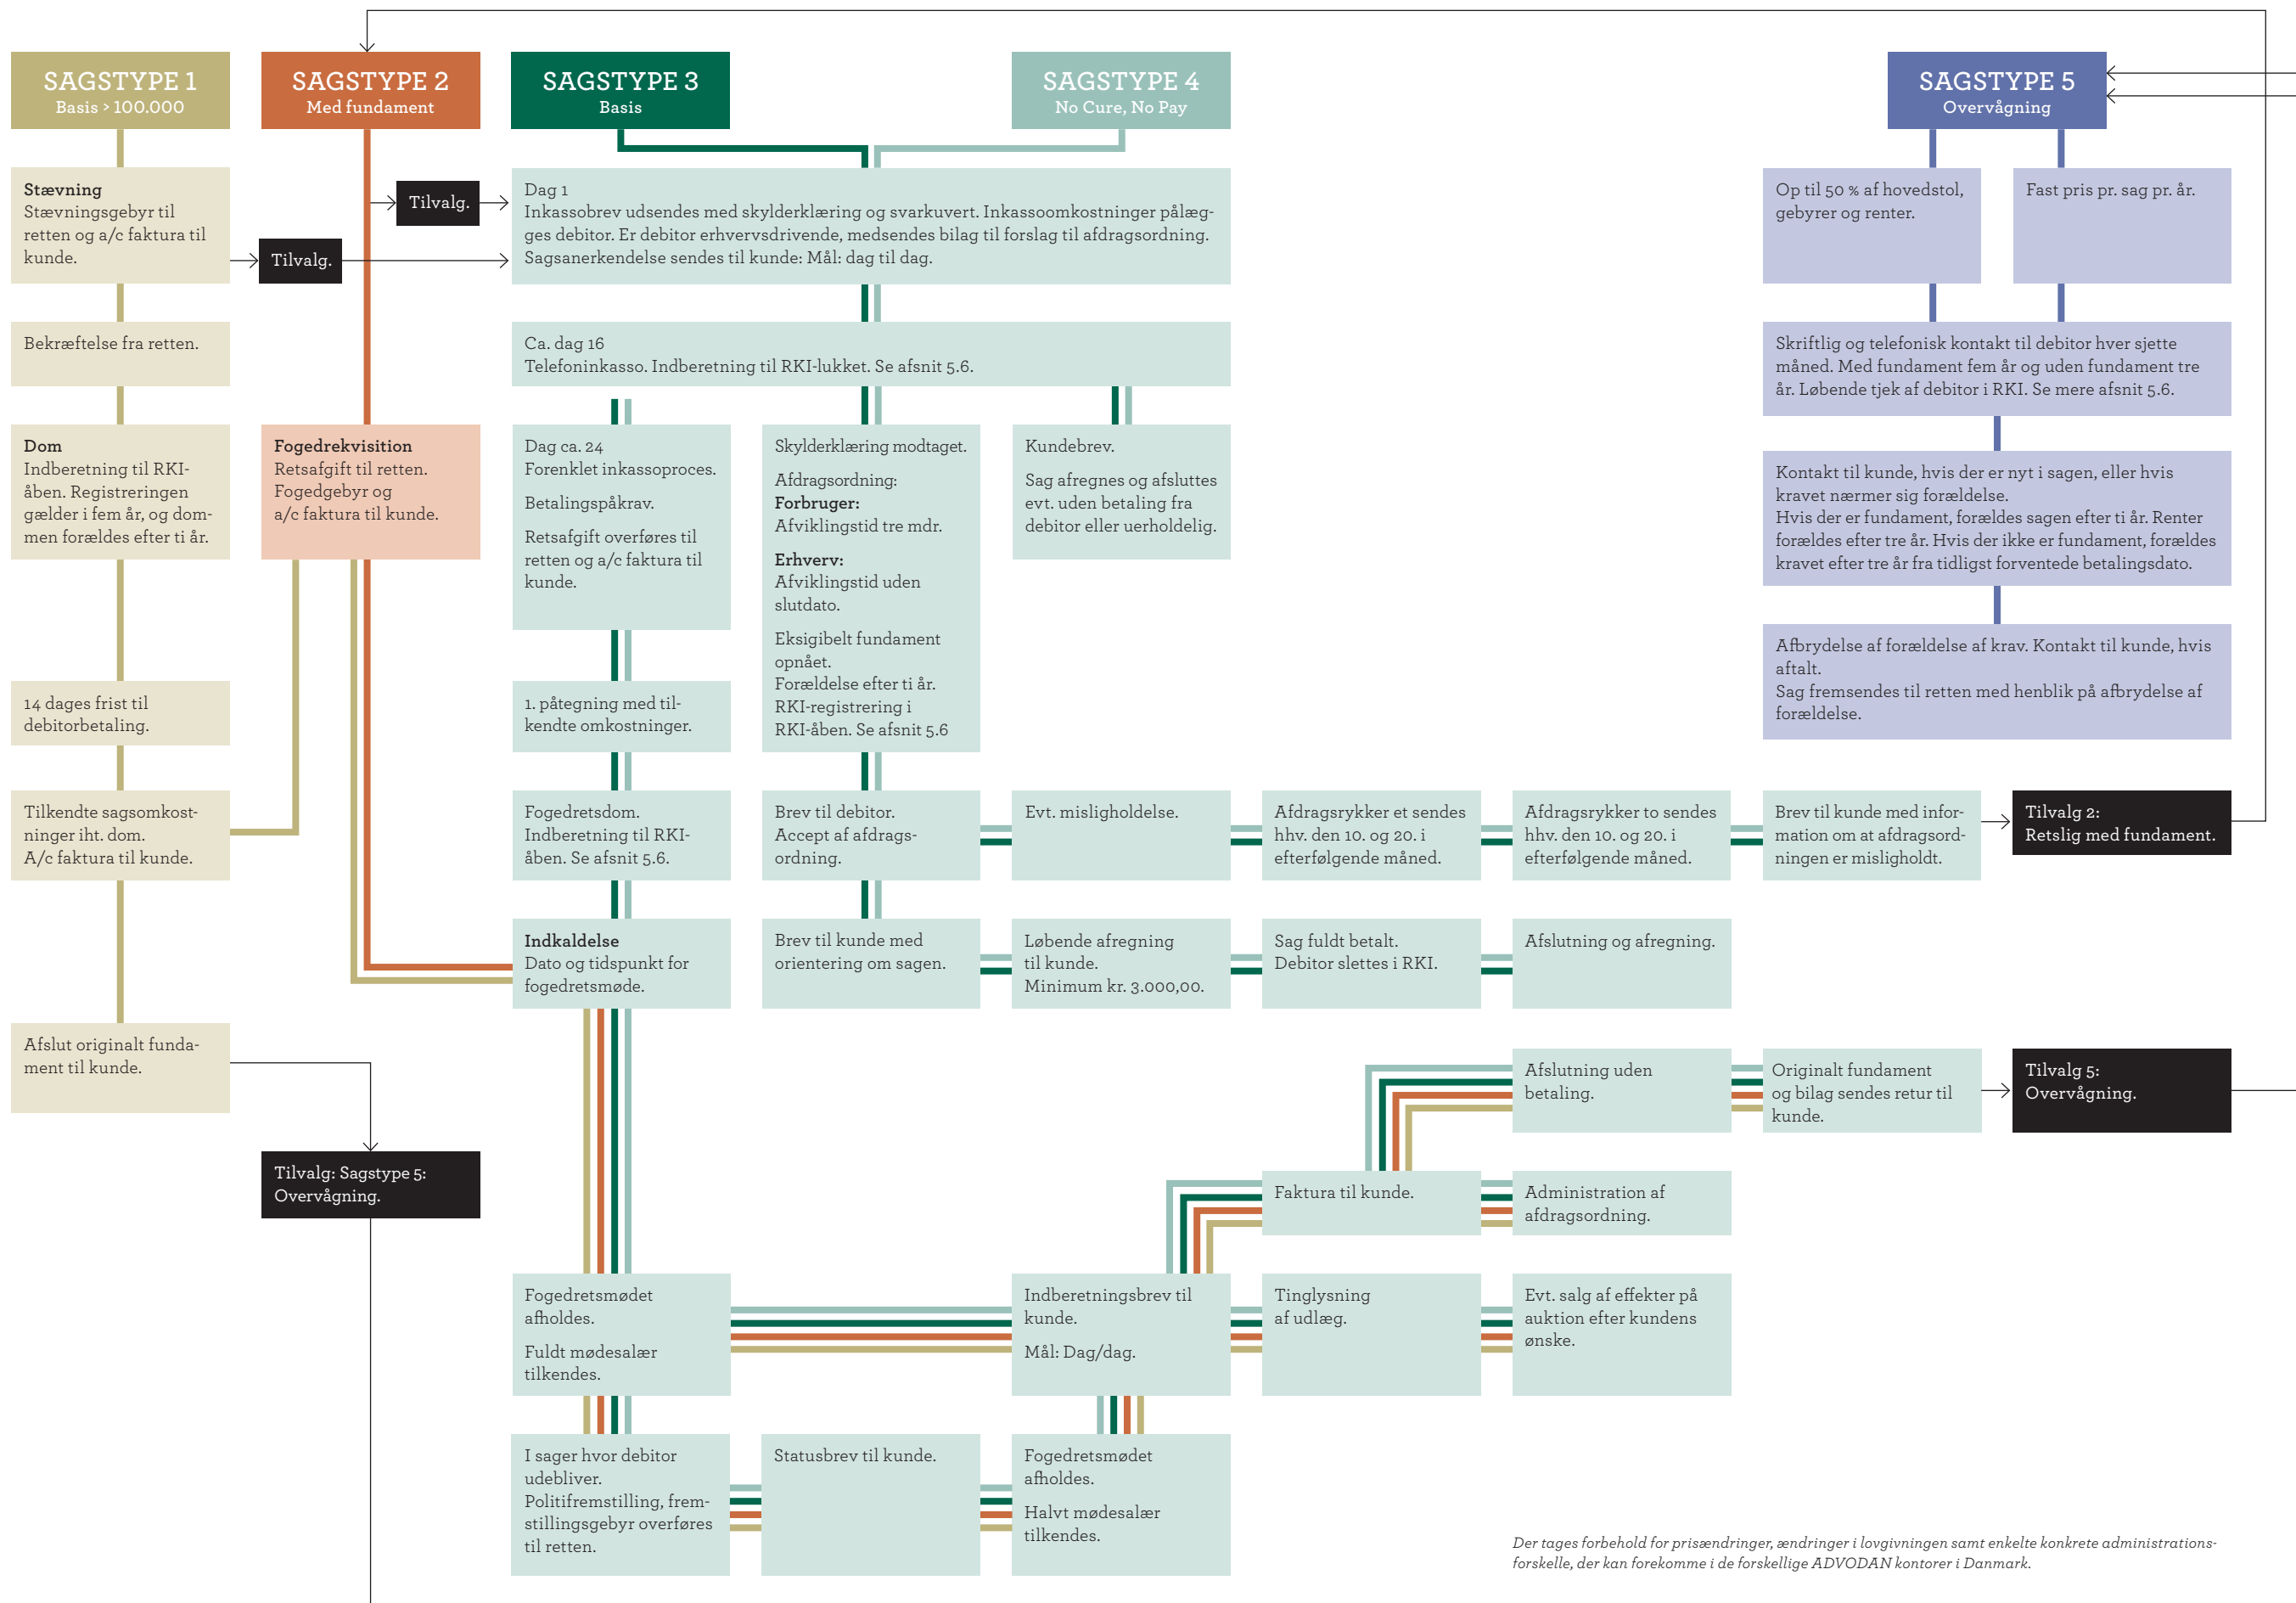 SAGSTYPE 1
Basis > 100.000
SAGSTYPE 2
Med fundament
SAGSTYPE 3
Basis
SAGSTYPE 4
No Cure, No Pay
SAGSTYPE 5
Overvågning
Stævning
Stævningsgebyr til
retten og a/c faktura til
kunde.
Tilvalg.
Tilvalg.
Dag 1
Inkassobrev udsendes med skylderklæring og svarkuvert. Inkassoomkostninger pålæg-
ges debitor. Er debitor erhvervsdrivende, medsendes bilag til forslag til afdragsordning.
Sagsanerkendelse sendes til kunde: Mål: dag til dag.
Op til 50 % af hovedstol,
gebyrer og renter.
Fast pris pr. sag pr. år.
Bekræftelse fra retten.
Ca. dag 16
Telefoninkasso. Indberetning til RKI-lukket. Se afsnit 5.6.
Skriftlig og telefonisk kontakt til debitor hver sjette
måned. Med fundament fem år og uden fundament tre
år. Løbende tjek af debitor i RKI. Se mere afsnit 5.6.
Dom
Indberetning til RKI-
åben. Registreringen
gælder i fem år, og dom-
men forældes efter ti år.
Fogedrekvisition
Retsafgift til retten.
Fogedgebyr og
a/c faktura til kunde.
Dag ca. 24
Forenklet inkassoproces.
Betalingspåkrav.
Retsafgift overføres til
retten og a/c faktura til
kunde.
Skylderklæring modtaget.
Afdragsordning:
Forbruger:
Afviklingstid tre mdr.
Erhverv:
Afviklingstid uden
slutdato.
Eksigibelt fundament
opnået.
Forældelse efter ti år.
RKI-registrering i
RKI-åben. Se afsnit 5.6
Kundebrev.
Sag afregnes og afsluttes
evt. uden betaling fra
debitor eller uerholdelig.
Kontakt til kunde, hvis der er nyt i sagen, eller hvis
kravet nærmer sig forældelse.
Hvis der er fundament, forældes sagen efter ti år. Renter
forældes efter tre år. Hvis der ikke er fundament, forældes
kravet efter tre år fra tidligst forventede betalingsdato.
Afbrydelse af forældelse af krav. Kontakt til kunde, hvis
aftalt.
Sag fremsendes til retten med henblik på afbrydelse af
forældelse.
14 dages frist til
debitorbetaling.
1. påtegning med til-
kendte omkostninger.
Tilkendte sagsomkost-
ninger iht. dom.
A/c faktura til kunde.
Fogedretsdom.
Indberetning til RKI-
åben. Se afsnit 5.6.
Brev til debitor.
Accept af afdrags-
ordning.
Evt. misligholdelse.
Afdragsrykker et sendes
hhv. den 10. og 20. i
efterfølgende måned.
Afdragsrykker to sendes
hhv. den 10. og 20. i
efterfølgende måned.
Brev til kunde med infor-
mation om at afdragsord-
ningen er misligholdt.
Tilvalg 2:
Retslig med fundament.
Indkaldelse
Dato og tidspunkt for
fogedretsmøde.
Brev til kunde med
orientering om sagen.
Løbende afregning
til kunde.
Minimum kr. 3.000,00.
Sag fuldt betalt.
Debitor slettes i RKI.
Afslutning og afregning.
Afslut originalt funda-
ment til kunde.
Afslutning uden
betaling.
Originalt fundament
og bilag sendes retur til
kunde.
Tilvalg 5:
Overvågning.
Tilvalg: Sagstype 5:
Overvågning.
Faktura til kunde.
Administration af
afdragsordning.
Fogedretsmødet
afholdes.
Fuldt mødesalær
tilkendes.
Indberetningsbrev til
kunde.
Mål: Dag/dag.
Tinglysning
af udlæg.
Evt. salg af effekter på
auktion efter kundens
ønske.
I sager hvor debitor
udebliver.
Politifremstilling, frem-
stillingsgebyr overføres
til retten.
Statusbrev til kunde.
Fogedretsmødet
afholdes.
Halvt mødesalær
tilkendes.
Der tages forbehold for prisændringer, ændringer i lovgivningen samt enkelte konkrete administrations-
forskelle, der kan forekomme i de forskellige ADVODAN kontorer i Danmark.